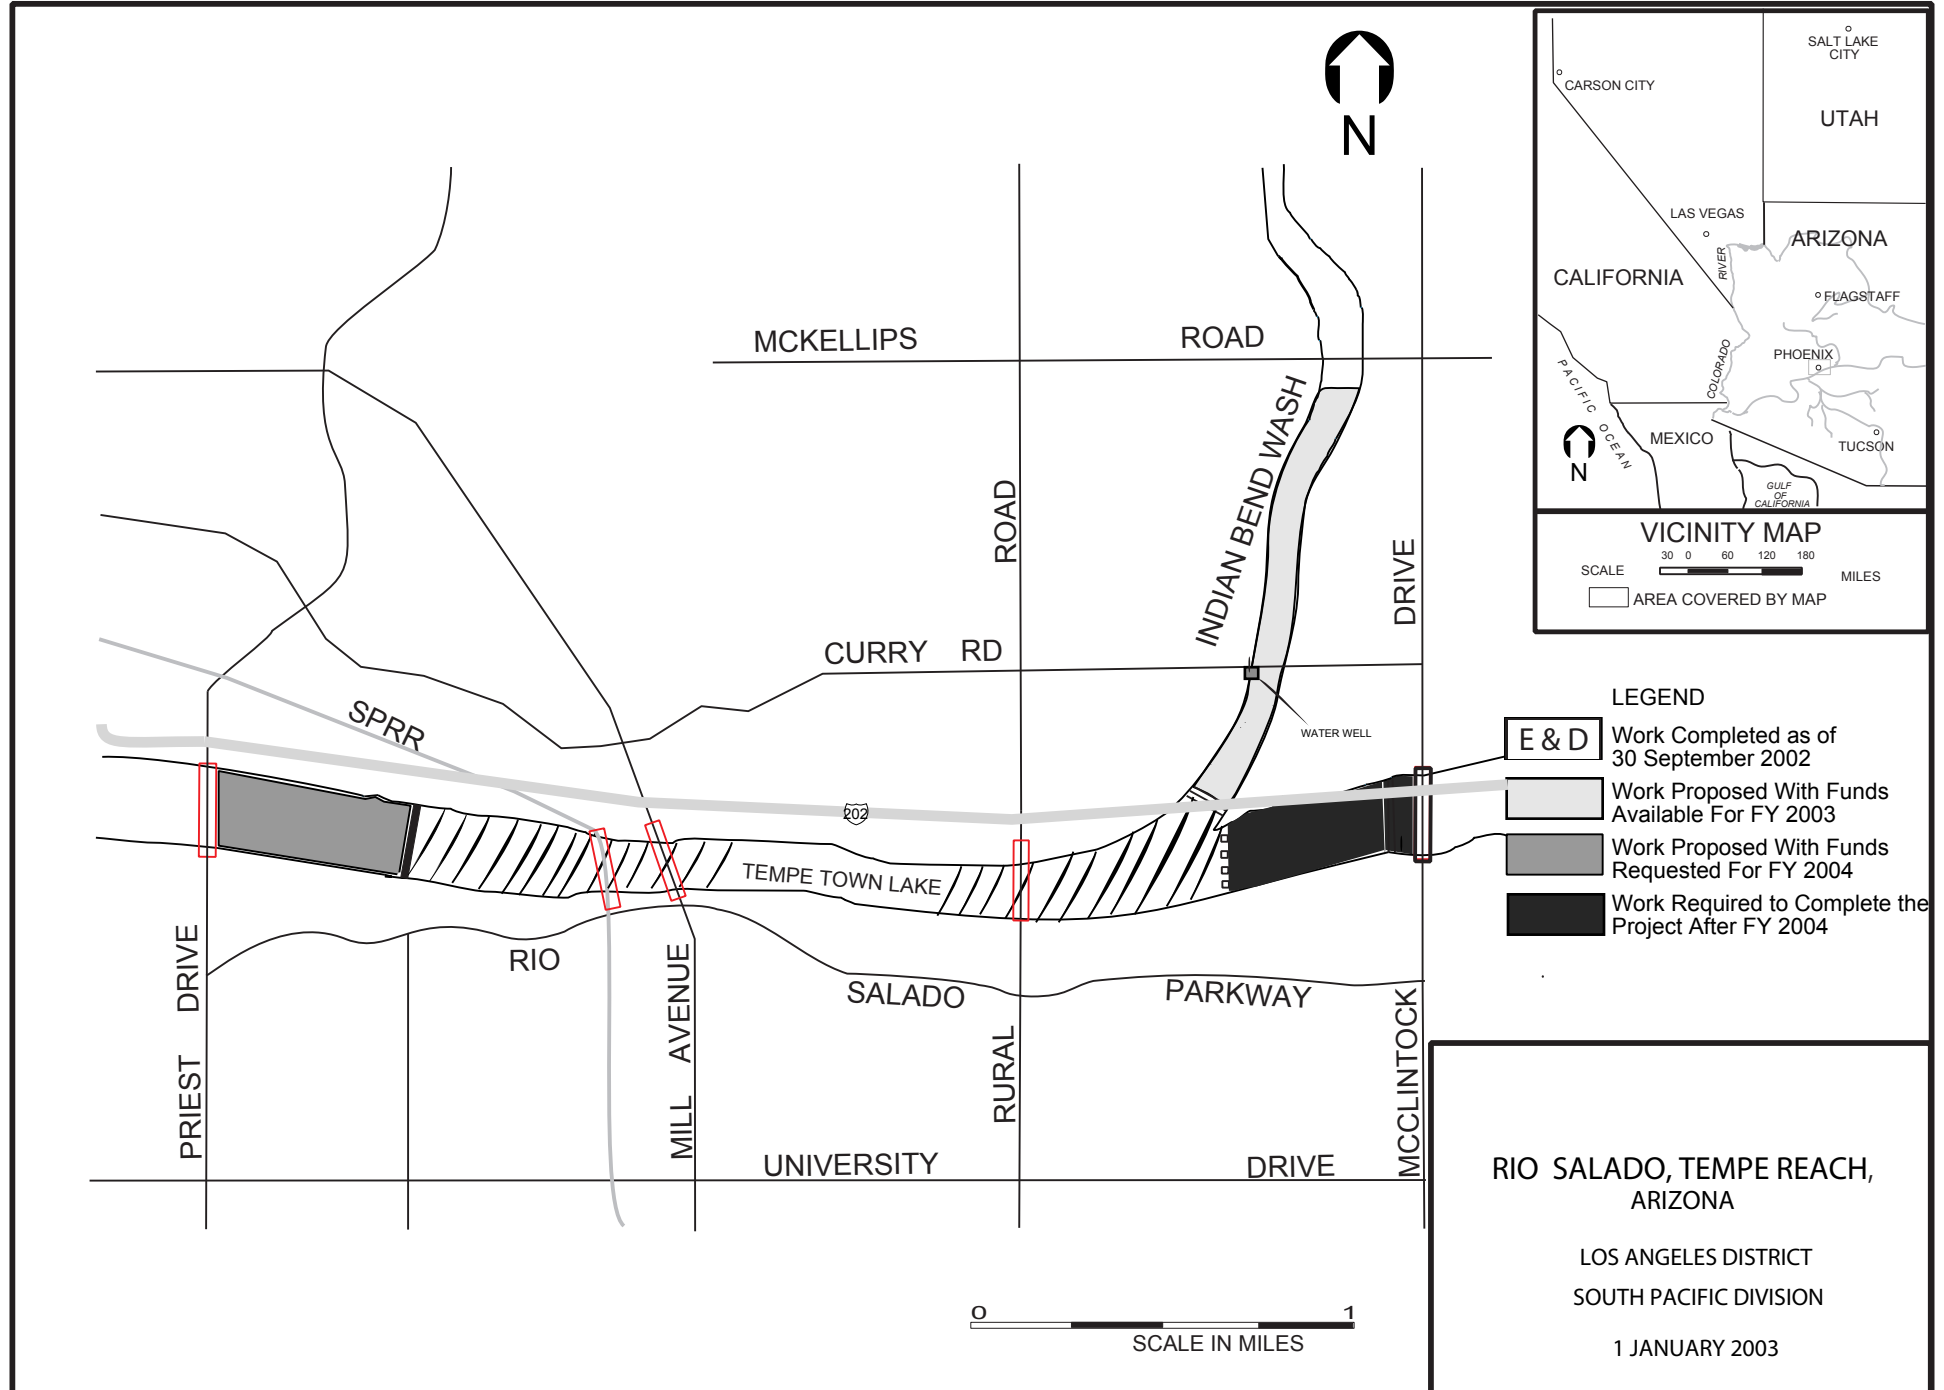 N
MCKELLIPS ROAD
INDIAN BEND WASH
ROAD
DRIVE
CURRY RD
SPRR
WATER WELL
202
TEMPE TOWN LAKE
RIO SALADO PARKWAY
PRIEST DRIVE
MILL AVENUE
RURAL
MCCLINTOCK
UNIVERSITY DRIVE
0 1
SCALE IN MILES
SALT LAKE
CITY
CARSON CITY
UTAH
LAS VEGAS
ARIZONA
RIVER
CALIFORNIA
FLAGSTAFF
COLORADO
PHOENIX
PACIFIC OCEAN
MEXICO
TUCSON
N
GULF
OF
CALIFORNIA
VICINITY MAP
30 0 60 120 180
SCALE MILES
AREA COVERED BY MAP
LEGEND
E & D Work Completed as of
30 September 2002
Work Proposed With Funds
Available For FY 2003
Work Proposed With Funds
Requested For FY 2004
Work Required to Complete the
Project After FY 2004
RIO SALADO, TEMPE REACH,
ARIZONA
LOS ANGELES DISTRICT
SOUTH PACIFIC DIVISION
1 JANUARY 2003